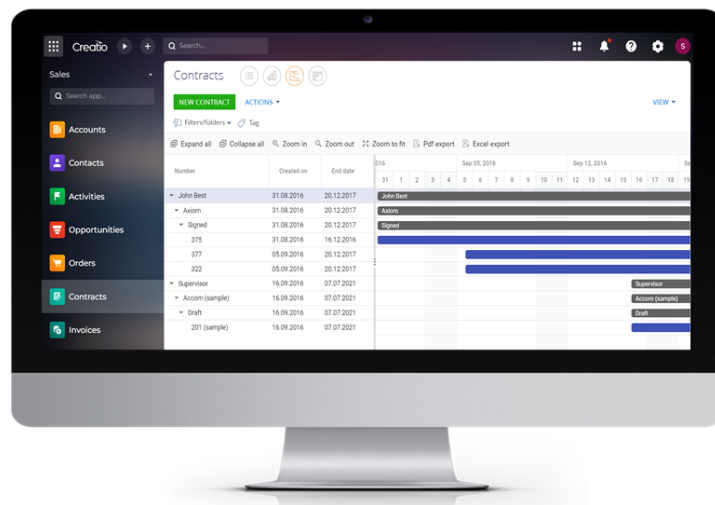 Creatio
Search...
S
Sales
Search app...
Accounts
Contacts
Activities
Opportunities
Orders
Contracts
Invoices
Contracts
NEW CONTRACT ACTIONS VIEW
Filters/folders Tag
Expand all Collapse all Zoom in Zoom out Zoom to fit Pdf export Excel export
Number Created on End date
016 Sep 05, 2016 Sep 12, 2016 Se
31 1 2 3 4 5 6 7 8 9 10 11 12 13 14 15 16 17 18 19
John Best 31.08.2016 20.12.2017 John Best
Axiom 31.08.2016 20.12.2017 Axiom
Signed 31.08.2016 20.12.2017 Signed
375 31.08.2016 16.12.2016
377 05.09.2016 20.12.2017
322 05.09.2016 20.12.2017
Supervisor 16.09.2016 07.07.2021 Supervisor
Accom (sample) 16.09.2016 07.07.2021 Accom (sample)
Draft 16.09.2016 07.07.2021 Draft
201 (sample) 16.09.2016 07.07.2021